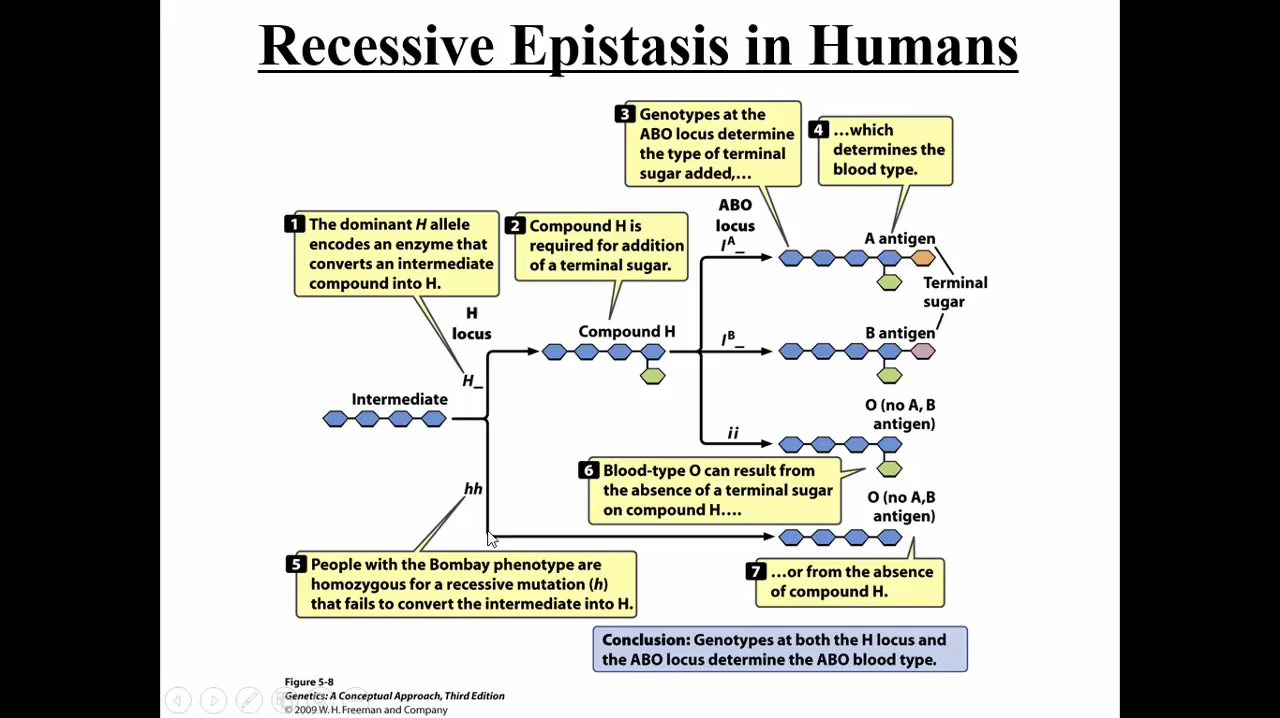 Recessive Epistasis in Humans
3 Genotypes at the
ABO locus determine
the type of terminal
sugar added,…
4 …which
determines the
blood type.
1 The dominant H allele
encodes an enzyme that
converts an intermediate
compound into H.
2 Compound H is
required for addition
of a terminal sugar.
ABO
locus
I^A_
A antigen
Terminal
sugar
H
locus
Compound H
I^B_
B antigen
H_
Intermediate
O (no A, B
antigen)
ii
6 Blood-type O can result from
the absence of a terminal sugar
on compound H….
hh
O (no A,B
antigen)
5 People with the Bombay phenotype are
homozygous for a recessive mutation (h)
that fails to convert the intermediate into H.
7 …or from the absence
of compound H.
Conclusion: Genotypes at both the H locus and
the ABO locus determine the ABO blood type.
Figure 5-8
Genetics: A Conceptual Approach, Third Edition
© 2009 W. H. Freeman and Company